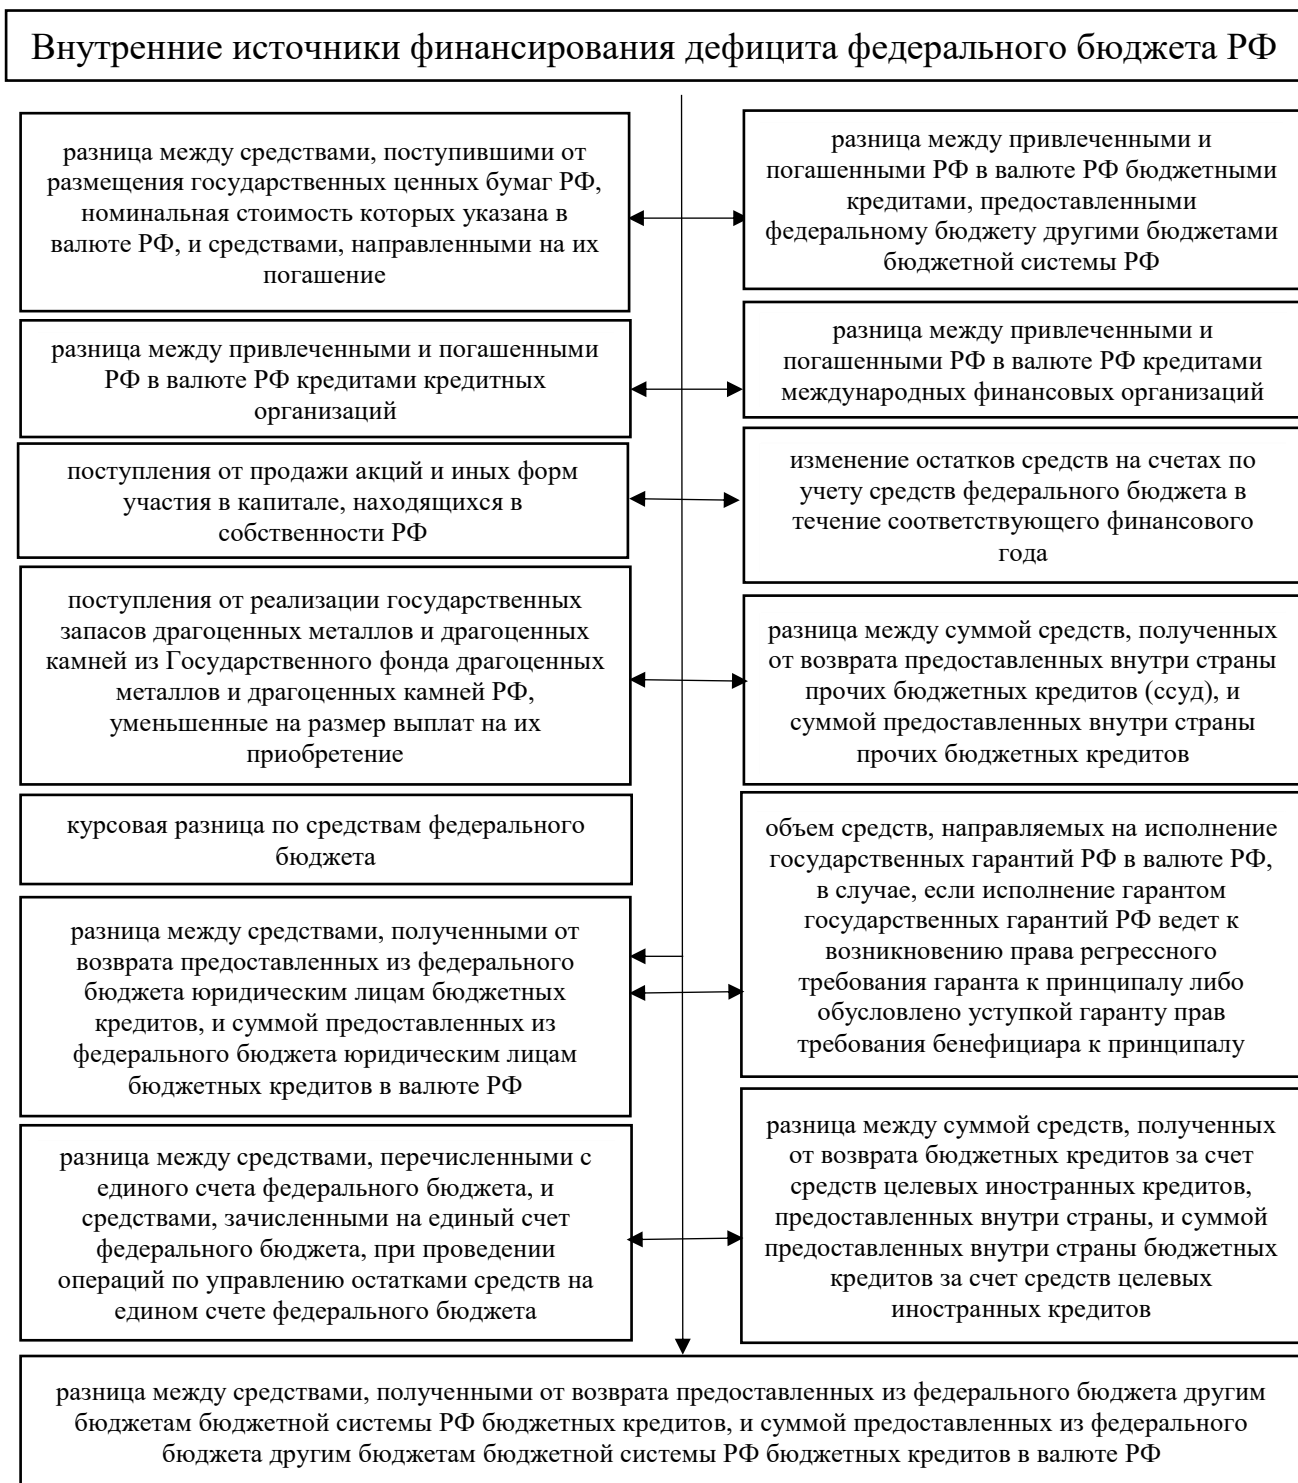 Внутренние источники финансирования дефицита федерального бюджета РФ
разница между средствами, поступившими от
размещения государственных ценных бумаг РФ,
номинальная стоимость которых указана в
валюте РФ, и средствами, направленными на их
погашение
разница между привлеченными и
погашенными РФ в валюте РФ бюджетными
кредитами, предоставленными
федеральному бюджету другими бюджетами
бюджетной системы РФ
разница между привлеченными и погашенными
РФ в валюте РФ кредитами кредитных
организаций
разница между привлеченными и
погашенными РФ в валюте РФ кредитами
международных финансовых организаций
поступления от продажи акций и иных форм
участия в капитале, находящихся в
собственности РФ
изменение остатков средств на счетах по
учету средств федерального бюджета в
течение соответствующего финансового
года
поступления от реализации государственных
запасов драгоценных металлов и драгоценных
камней из Государственного фонда драгоценных
металлов и драгоценных камней РФ,
уменьшенные на размер выплат на их
приобретение
разница между суммой средств, полученных
от возврата предоставленных внутри страны
прочих бюджетных кредитов (ссуд), и
суммой предоставленных внутри страны
прочих бюджетных кредитов
курсовая разница по средствам федерального
бюджета
объем средств, направляемых на исполнение
государственных гарантий РФ в валюте РФ,
в случае, если исполнение гарантом
государственных гарантий РФ ведет к
возникновению права регрессного
требования гаранта к принципалу либо
обусловлено уступкой гаранту прав
требования бенефициара к принципалу
разница между средствами, полученными от
возврата предоставленных из федерального
бюджета юридическим лицам бюджетных
кредитов, и суммой предоставленных из
федерального бюджета юридическим лицам
бюджетных кредитов в валюте РФ
разница между средствами, перечисленными с
единого счета федерального бюджета, и
средствами, зачисленными на единый счет
федерального бюджета, при проведении
операций по управлению остатками средств на
едином счете федерального бюджета
разница между суммой средств, полученных
от возврата бюджетных кредитов за счет
средств целевых иностранных кредитов,
предоставленных внутри страны, и суммой
предоставленных внутри страны бюджетных
кредитов за счет средств целевых
иностранных кредитов
разница между средствами, полученными от возврата предоставленных из федерального бюджета другим
бюджетам бюджетной системы РФ бюджетных кредитов, и суммой предоставленных из федерального
бюджета другим бюджетам бюджетной системы РФ бюджетных кредитов в валюте РФ